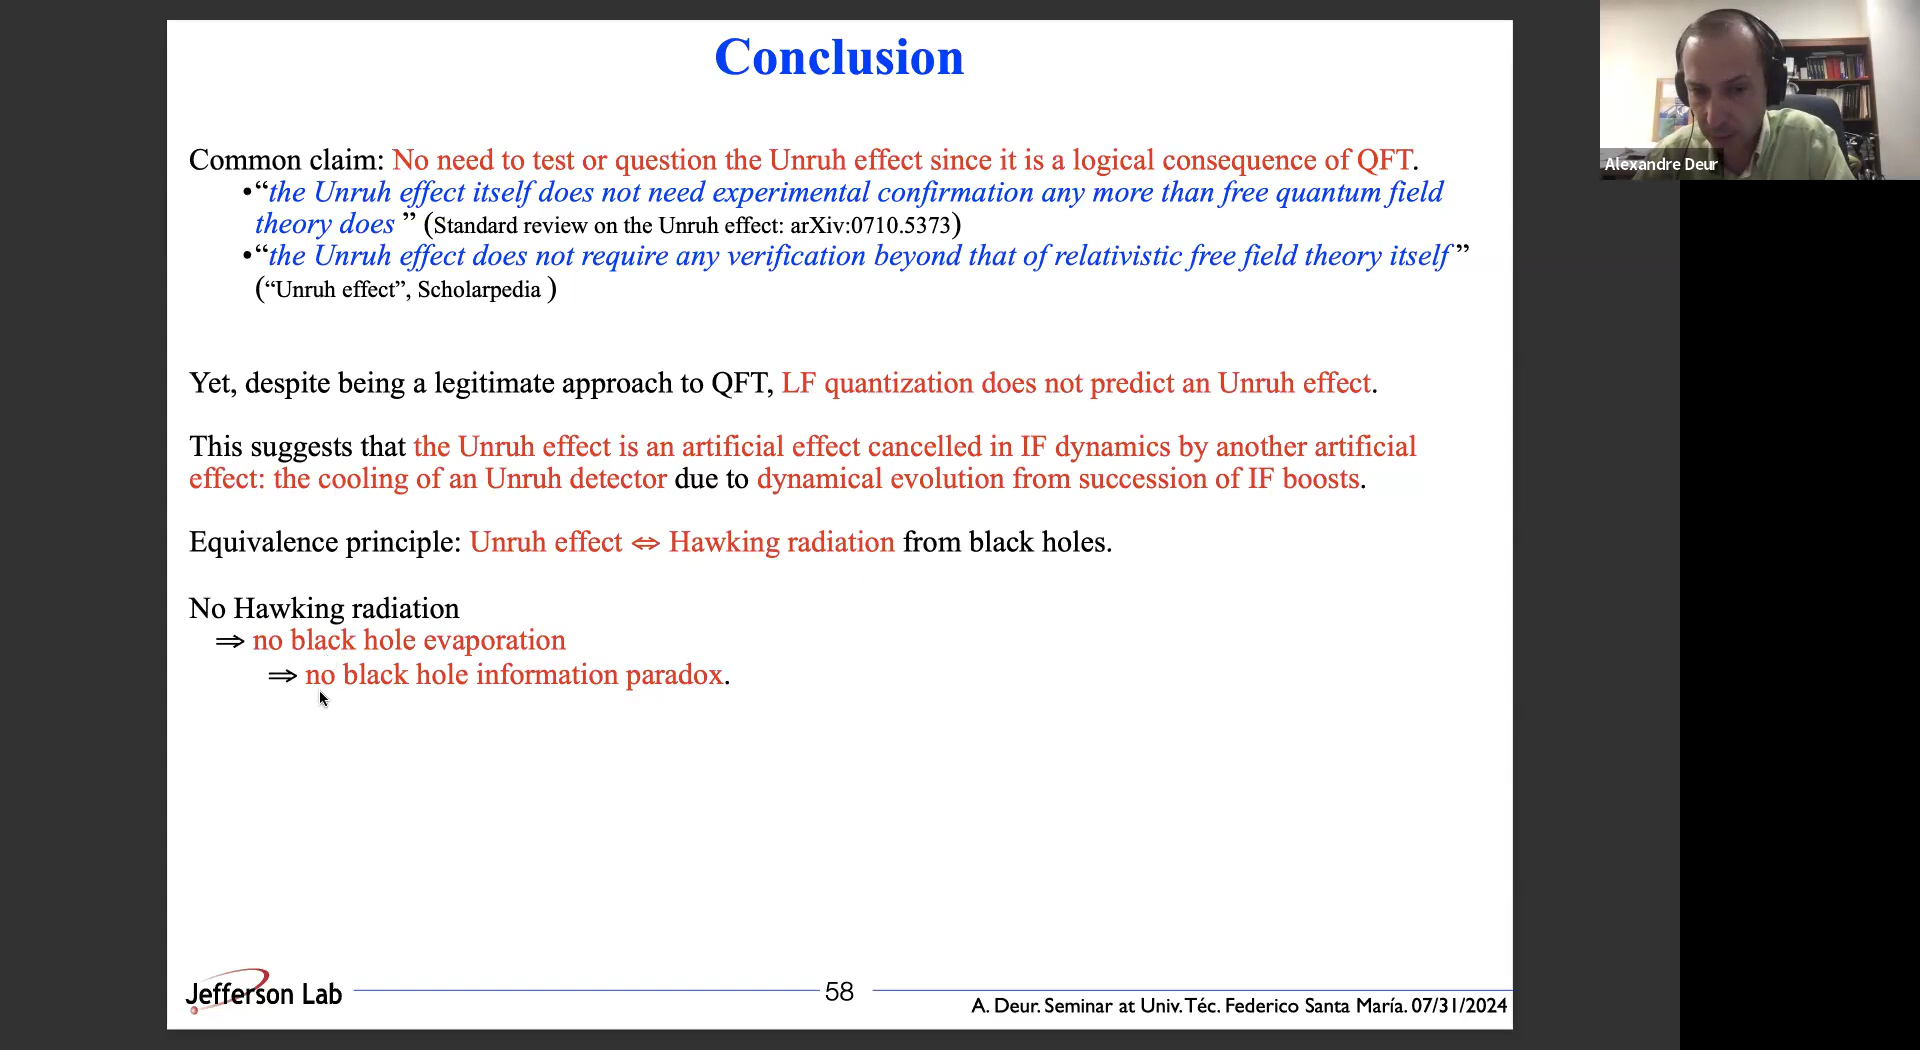 Conclusion
Alexandre Deur
Common claim: No need to test or question the Unruh effect since it is a logical consequence of QFT.
•“the Unruh effect itself does not need experimental confirmation any more than free quantum field
theory does ” (Standard review on the Unruh effect: arXiv:0710.5373)
•“the Unruh effect does not require any verification beyond that of relativistic free field theory itself”
(“Unruh effect”, Scholarpedia )
Yet, despite being a legitimate approach to QFT, LF quantization does not predict an Unruh effect.
This suggests that the Unruh effect is an artificial effect cancelled in IF dynamics by another artificial
effect: the cooling of an Unruh detector due to dynamical evolution from succession of IF boosts.
Equivalence principle: Unruh effect ⇔ Hawking radiation from black holes.
No Hawking radiation
⇒ no black hole evaporation
⇒ no black hole information paradox.
Jefferson Lab
58
A. Deur. Seminar at Univ. Téc. Federico Santa María. 07/31/2024